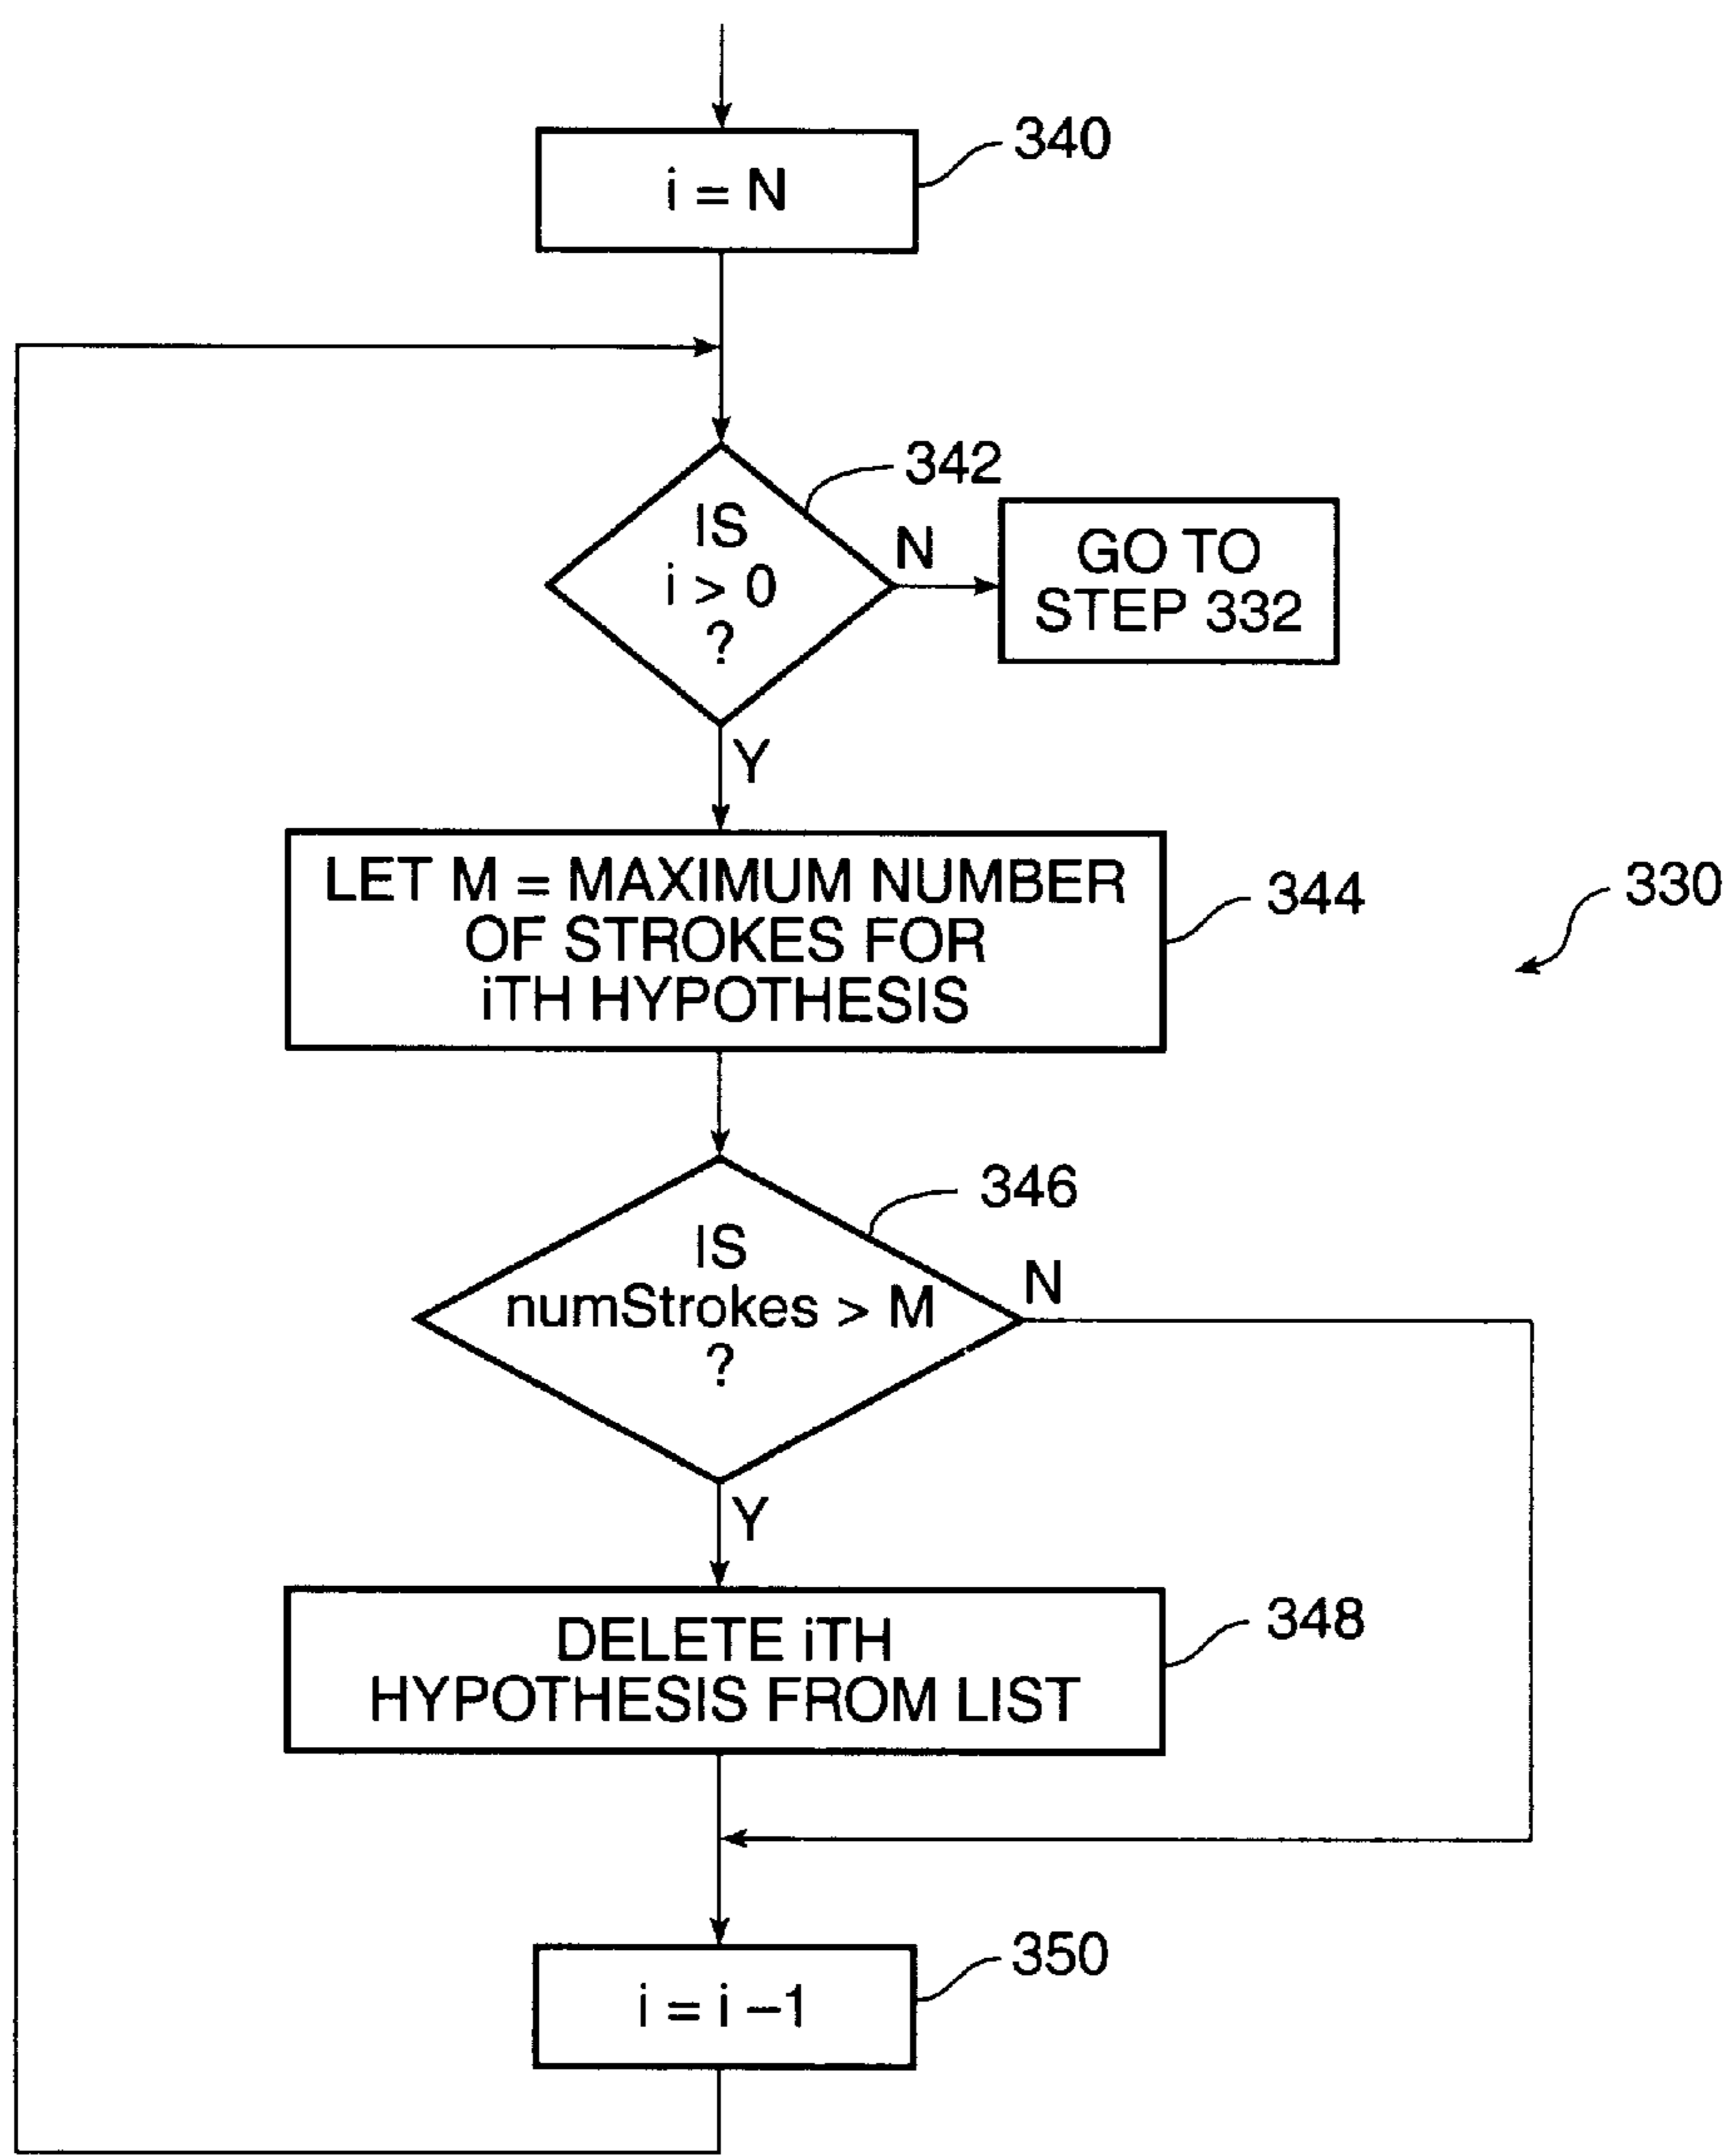 340
i = N
342
IS
i > 0
?
N
GO TO
STEP 332
Y
LET M = MAXIMUM NUMBER
OF STROKES FOR
iTH HYPOTHESIS
344
330
346
IS
numStrokes > M
?
N
Y
DELETE iTH
HYPOTHESIS FROM LIST
348
350
i = i –1